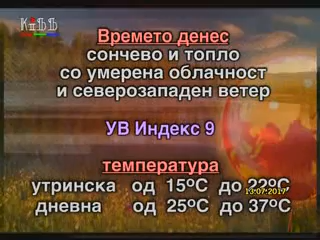 Времето денес
сончево и топло
со умерена облачност
и северозападен ветер
УВ Индекс 9
температура
утринска од 15ºC до 22ºC
13.07.2017
дневна од 25ºC до 37ºC